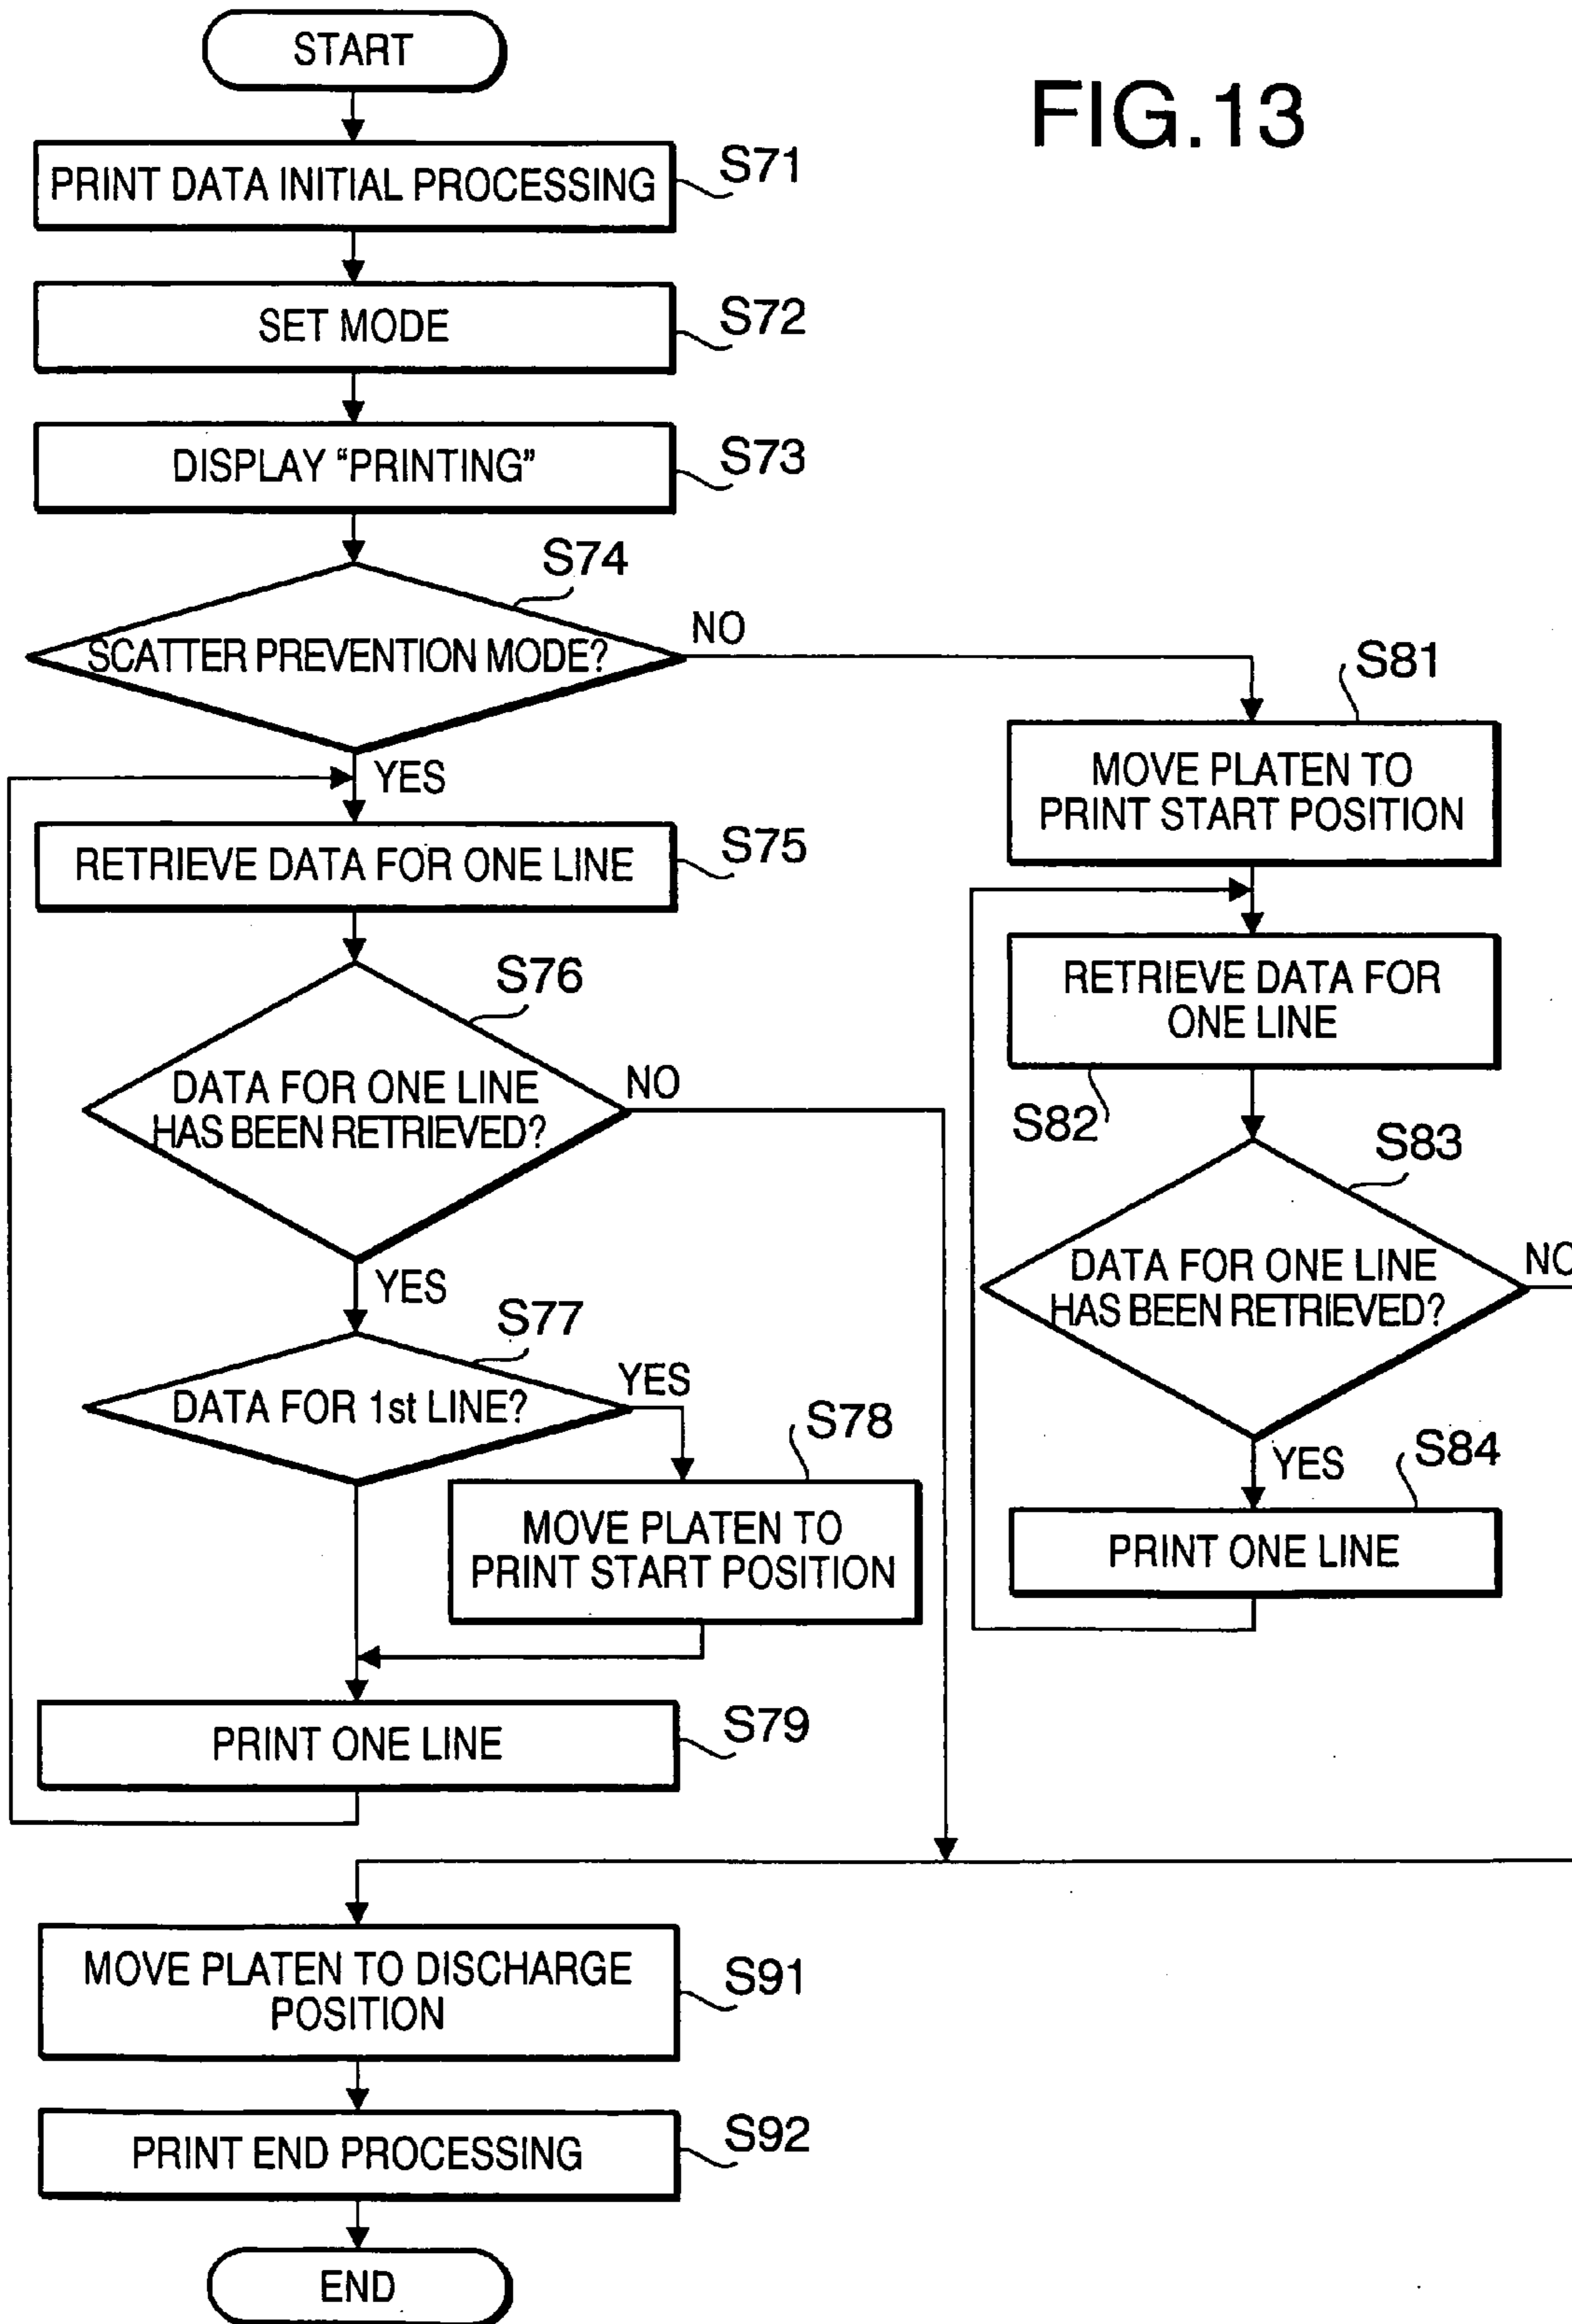 FIG.13
START
PRINT DATA INITIAL PROCESSING
S71
SET MODE
S72
DISPLAY “PRINTING”
S73
S74
SCATTER PREVENTION MODE?
NO
YES
RETRIEVE DATA FOR ONE LINE
S75
S76
DATA FOR ONE LINE
HAS BEEN RETRIEVED?
NO
YES
S77
DATA FOR 1st LINE?
YES
S78
MOVE PLATEN TO
PRINT START POSITION
PRINT ONE LINE
S79
S81
MOVE PLATEN TO
PRINT START POSITION
RETRIEVE DATA FOR
ONE LINE
S82
S83
DATA FOR ONE LINE
HAS BEEN RETRIEVED?
NO
YES
S84
PRINT ONE LINE
MOVE PLATEN TO DISCHARGE
POSITION
S91
PRINT END PROCESSING
S92
END